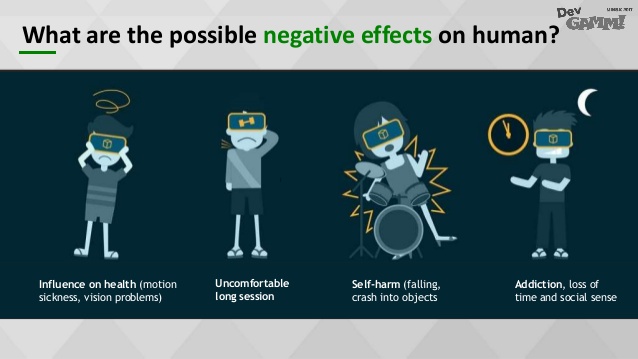 Dev
GAMM!
What are the possible negative effects on human?
Influence on health (motion
sickness, vision problems)
Uncomfortable
long session
Self-harm (falling,
crash into objects
Addiction, loss of
time and social sense